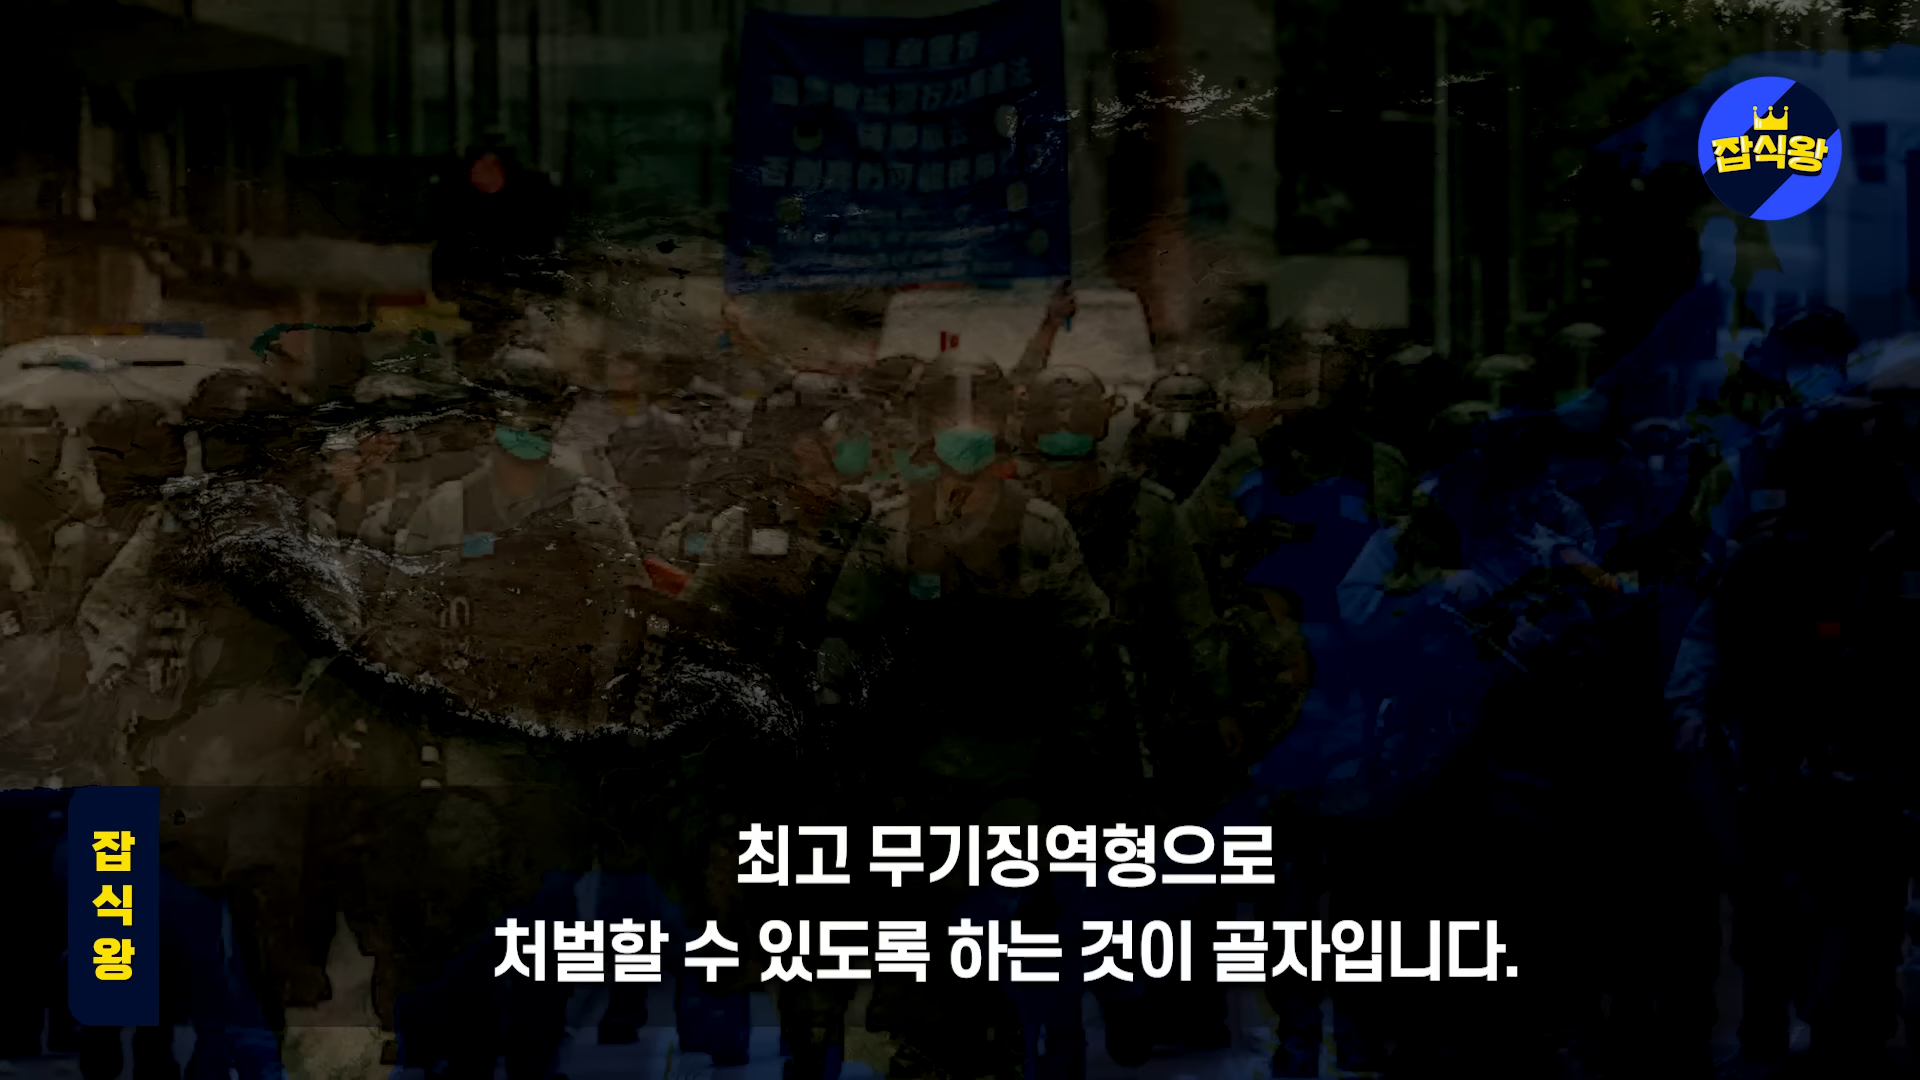 잡식왕
잡식왕
최고 무기징역형으로
처벌할 수 있도록 하는 것이 골자입니다.